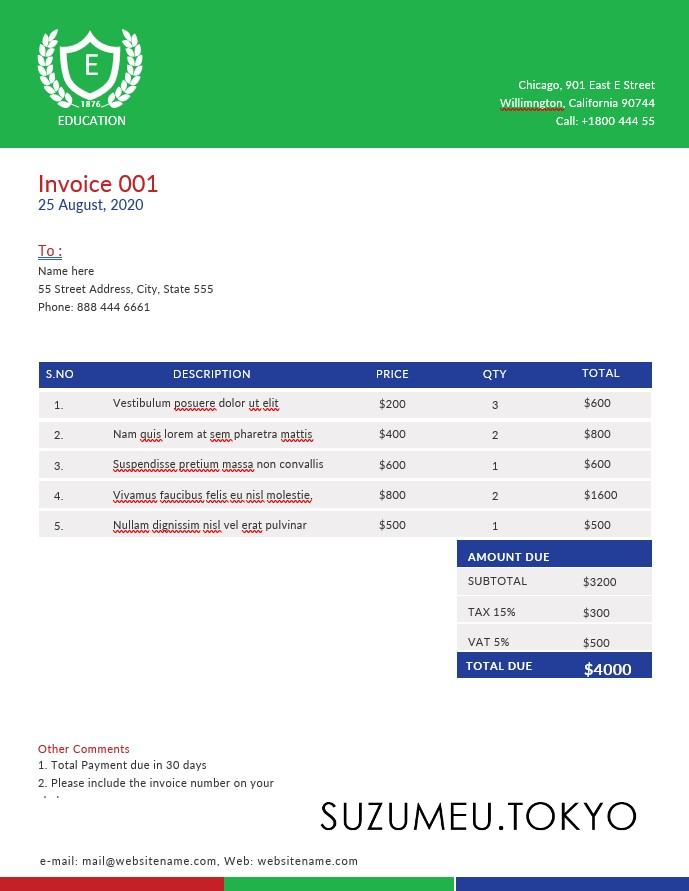 E
1876
EDUCATION
Chicago, 901 East E Street
Willimngton, California 90744
Call: +1800 444 55
Invoice 001
25 August, 2020
To :
Name here
55 Street Address, City, State 555
Phone: 888 444 6661
S.NO DESCRIPTION PRICE QTY TOTAL
1. Vestibulum posuere dolor ut elit $200 3 $600
2. Nam quis lorem at sem pharetra mattis $400 2 $800
3. Suspendisse pretium massa non convallis $600 1 $600
4. Vivamus faucibus felis eu nisl molestie, $800 2 $1600
5. Nullam dignissim nisl vel erat pulvinar $500 1 $500
AMOUNT DUE
SUBTOTAL $3200
TAX 15% $300
VAT 5% $500
TOTAL DUE $4000
Other Comments
1. Total Payment due in 30 days
2. Please include the invoice number on your
SUZUMEU.TOKYO
e-mail: mail@websitename.com, Web: websitename.com